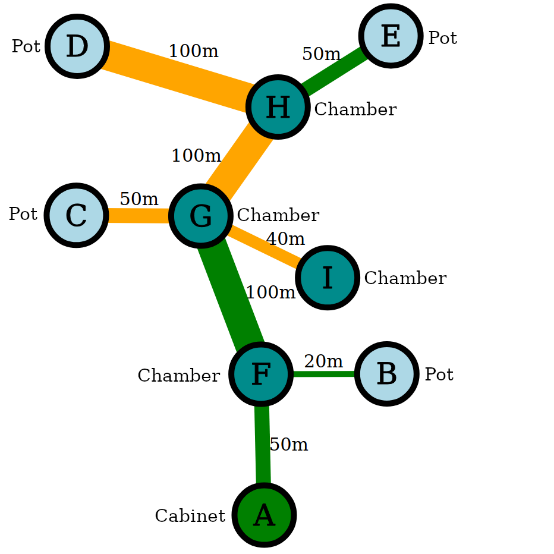 50m
E
Pot
Pot
D
100m
H
Chamber
100m
50m
Pot
C
G
Chamber
40m
I
Chamber
100m
20m
Chamber
F
B
Pot
50m
Cabinet
A